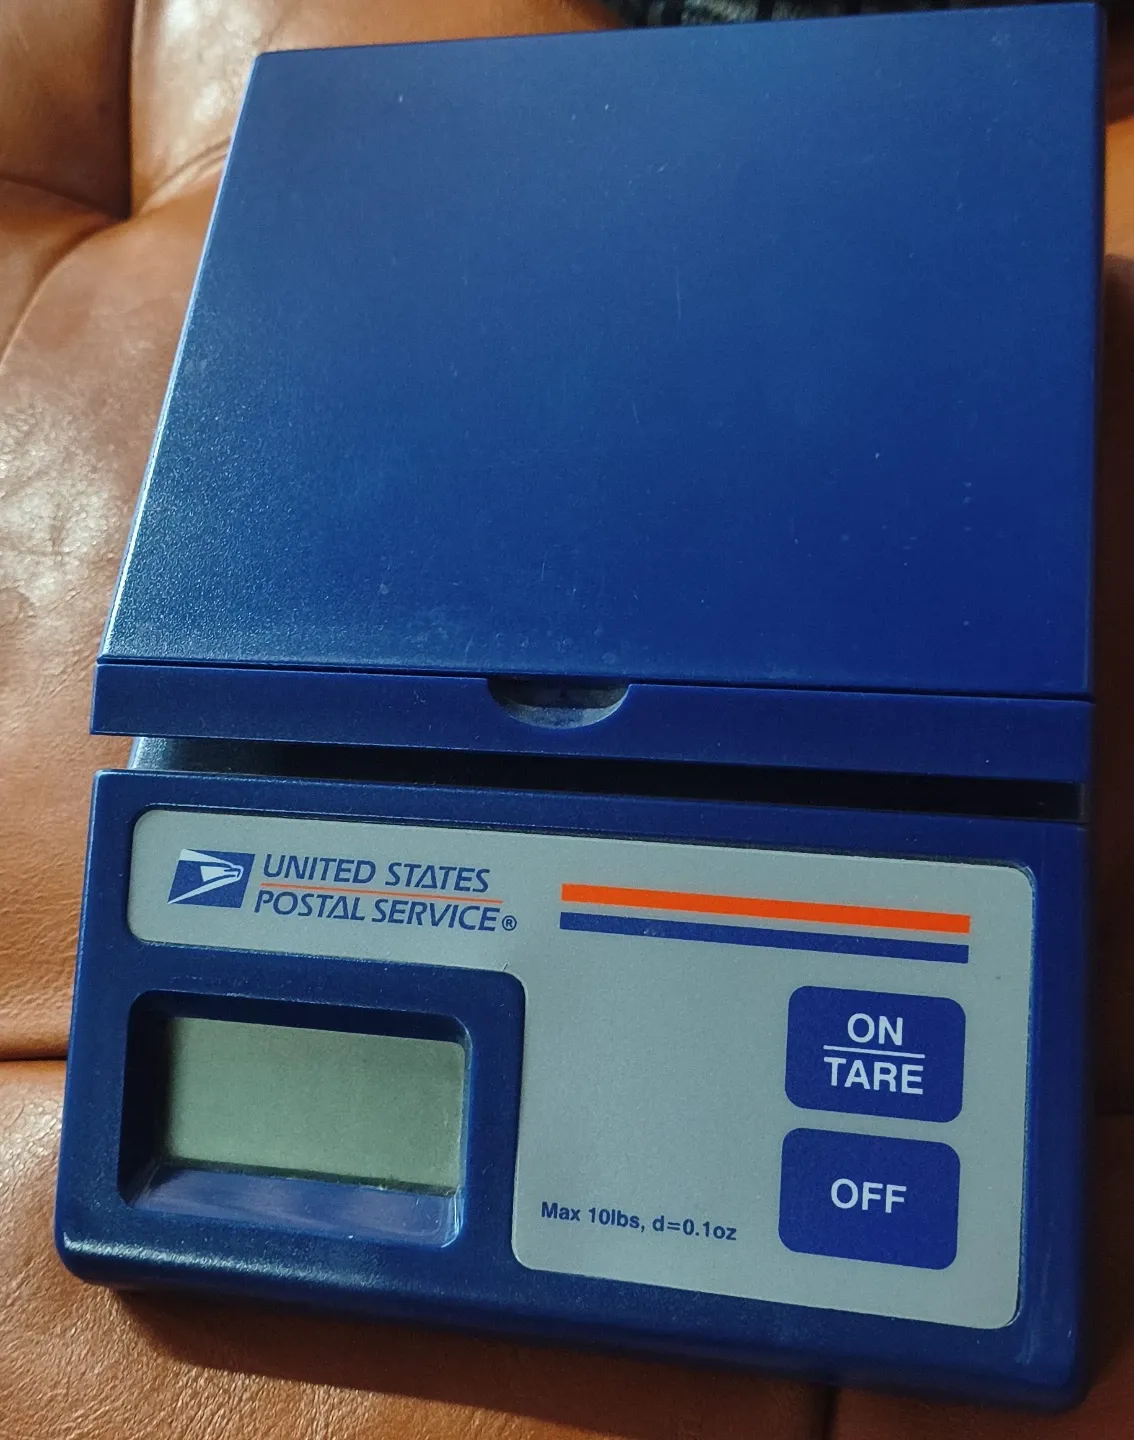 UNITED STATES
POSTAL SERVICE®
ON
TARE
OFF
Max 10lbs, d=0.1oz